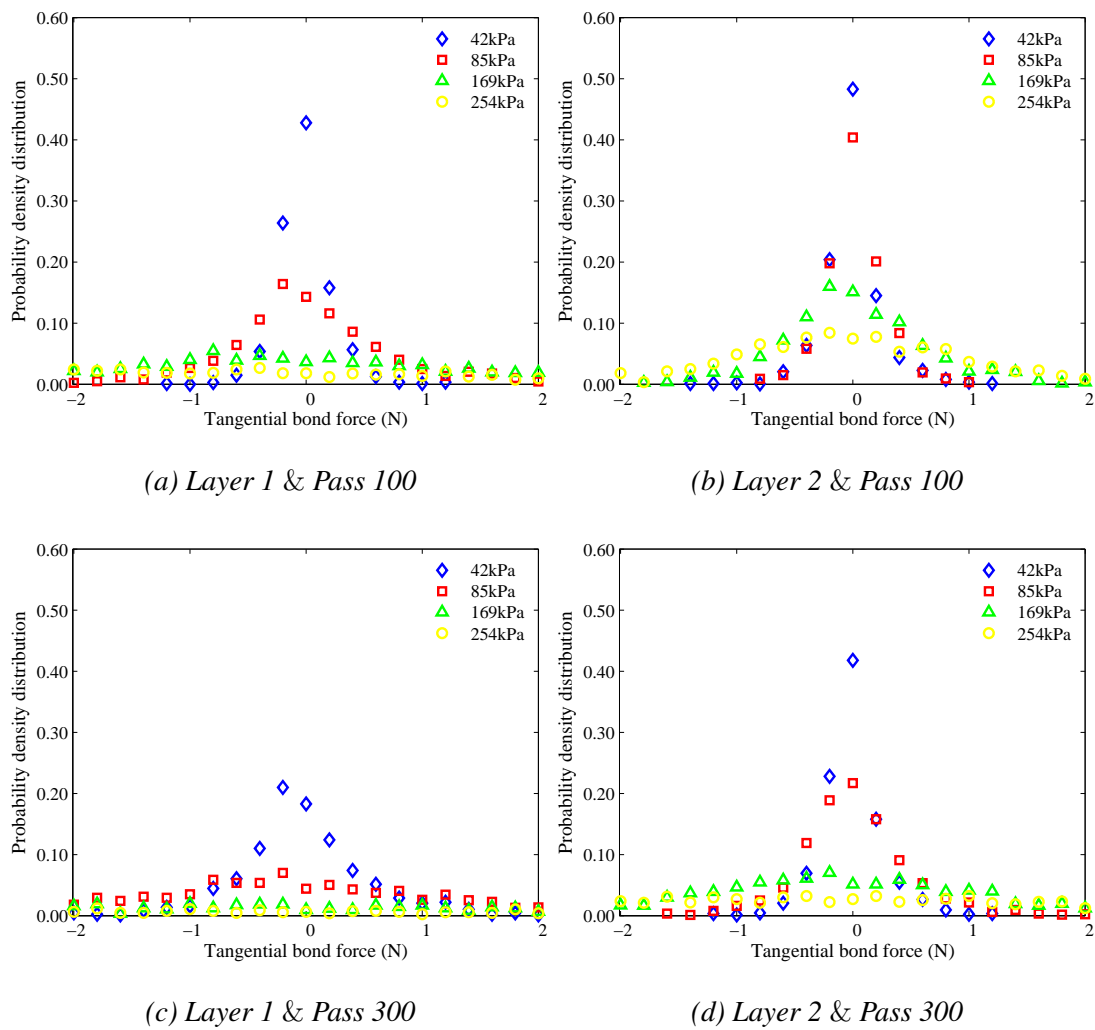 0.60
0.50
0.40
0.30
0.20
0.10
0.00
Probability density distribution
42kPa
85kPa
169kPa
254kPa
−2 −1 0 1 2
Tangential bond force (N)
(a) Layer 1 & Pass 100
0.60
0.50
0.40
0.30
0.20
0.10
0.00
Probability density distribution
42kPa
85kPa
169kPa
254kPa
−2 −1 0 1 2
Tangential bond force (N)
(b) Layer 2 & Pass 100
0.60
0.50
0.40
0.30
0.20
0.10
0.00
Probability density distribution
42kPa
85kPa
169kPa
254kPa
−2 −1 0 1 2
Tangential bond force (N)
(c) Layer 1 & Pass 300
0.60
0.50
0.40
0.30
0.20
0.10
0.00
Probability density distribution
42kPa
85kPa
169kPa
254kPa
−2 −1 0 1 2
Tangential bond force (N)
(d) Layer 2 & Pass 300